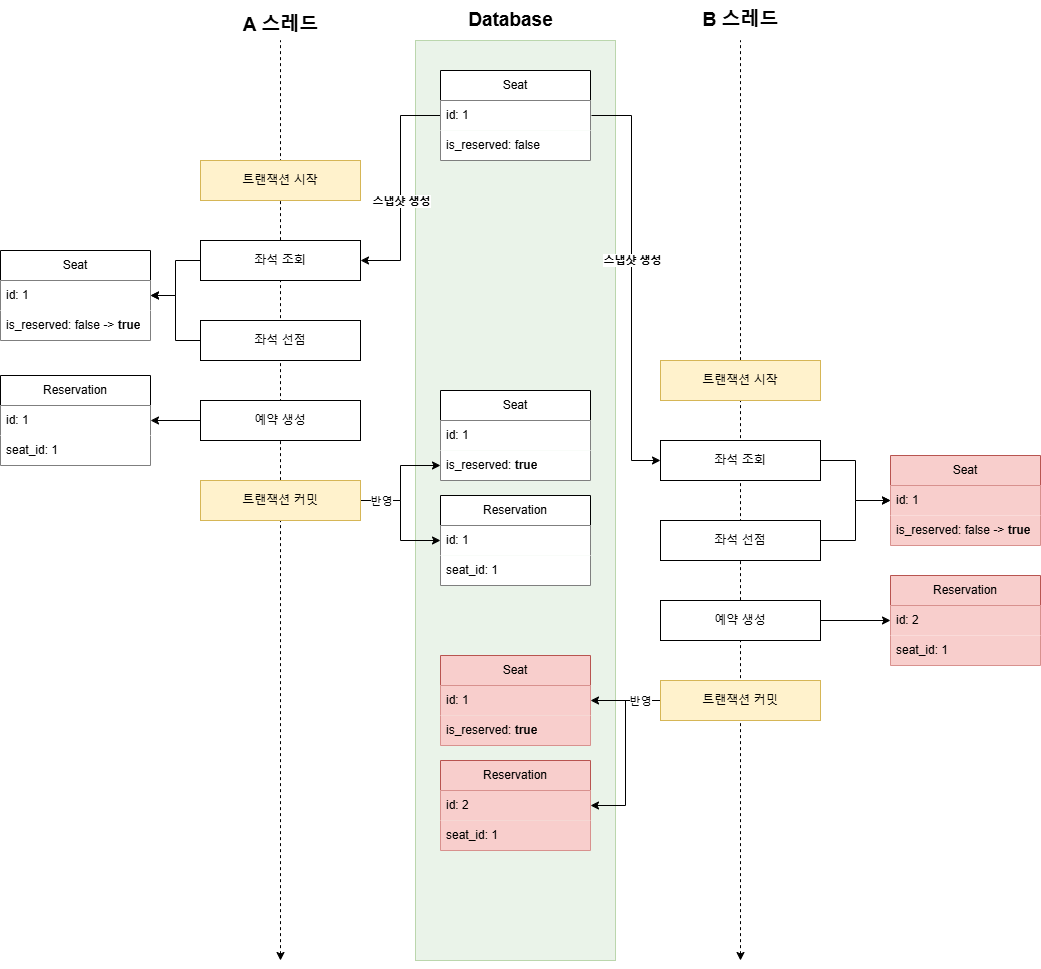 A 스레드
Database
B 스레드
Seat
id: 1
is_reserved: false
트랜잭션 시작
스냅샷 생성
좌석 조회
스냅샷 생성
Seat
id: 1
is_reserved: false -> true
좌석 선점
트랜잭션 시작
Reservation
id: 1
seat_id: 1
예약 생성
Seat
id: 1
is_reserved: true
좌석 조회
Seat
id: 1
is_reserved: false -> true
트랜잭션 커밋
반영
Reservation
id: 1
seat_id: 1
좌석 선점
예약 생성
Reservation
id: 2
seat_id: 1
Seat
id: 1
is_reserved: true
반영
트랜잭션 커밋
Reservation
id: 2
seat_id: 1